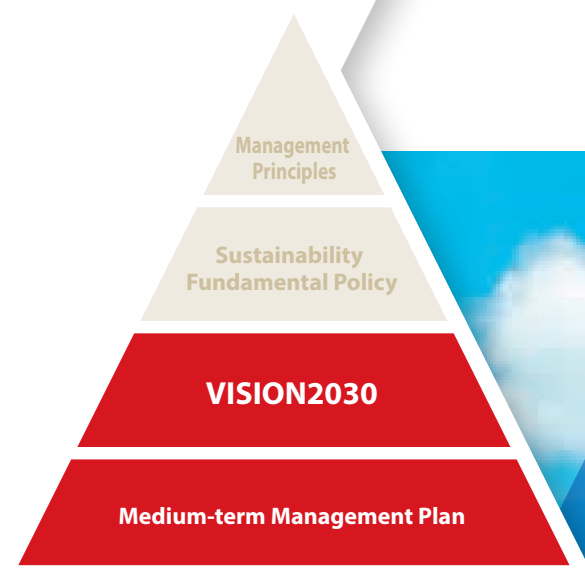 Management
Principles
Sustainability
Fundamental Policy
VISION2030
Medium-term Management Plan